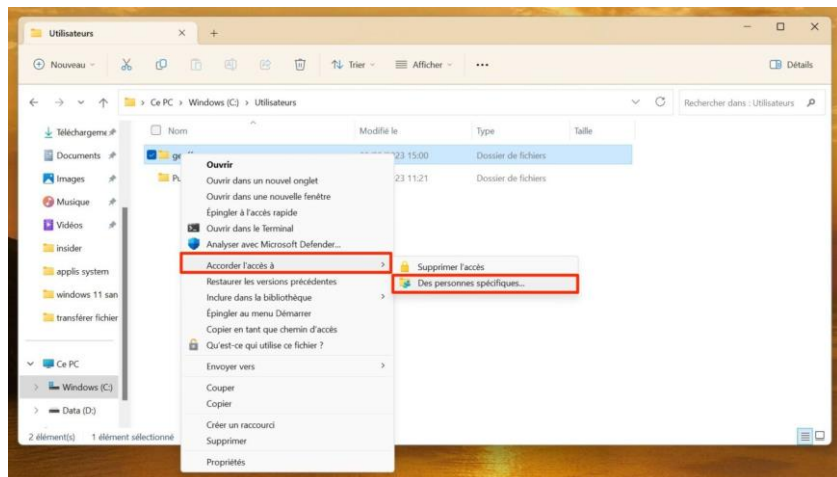 Utilisateurs
Nouveau
Trier
Afficher
Détails
Ce PC > Windows (C:) > Utilisateurs
Rechercher dans : Utilisateurs
Nom
Modifié le
Type
Taille
Téléchargeme
Documents
Images
Musique
Vidéos
insider
applis system
windows 11 san
transférer fichier
Ce PC
Windows (C:)
Data (D:)
23 15:00
Dossier de fichiers
23 11:21
Dossier de fichiers
Ouvrir
Ouvrir dans un nouvel onglet
Ouvrir dans une nouvelle fenêtre
Épingler à l'accès rapide
Ouvrir dans le Terminal
Analyser avec Microsoft Defender...
Accorder l'accès à
Restaurer les versions précédentes
Inclure dans la bibliothèque
Épingler au menu Démarrer
Copier en tant que chemin d'accès
Qu'est-ce qui utilise ce fichier ?
Envoyer vers
Couper
Copier
Créer un raccourci
Supprimer
Propriétés
Supprimer l'accès
Des personnes spécifiques...
2 élément(s) 1 élément sélectionné